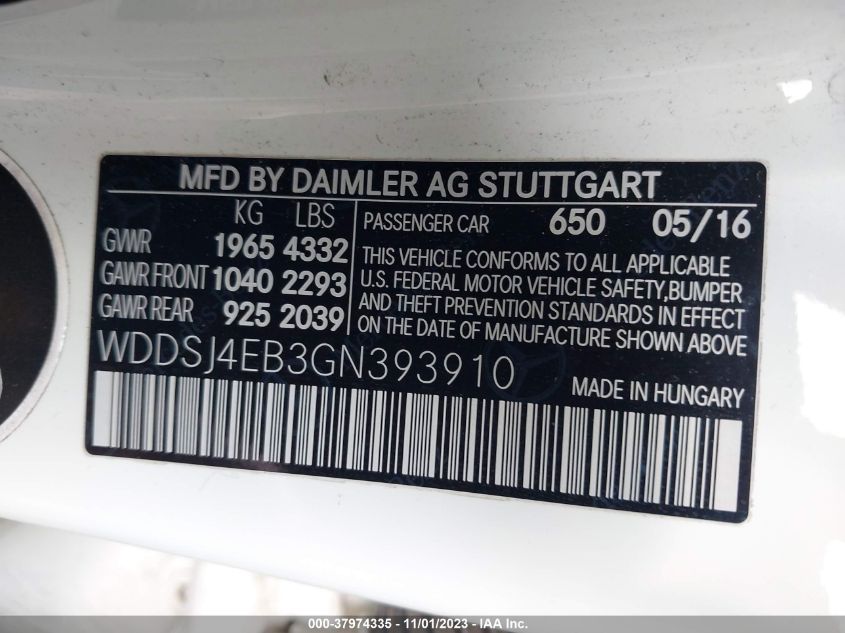 MFD BY DAIMLER AG STUTTGART
KG LBS
GVWR 1965 4332
GAWR FRONT 1040 2293
GAWR REAR 925 2039
PASSENGER CAR 650 05/16
THIS VEHICLE CONFORMS TO ALL APPLICABLE
U.S. FEDERAL MOTOR VEHICLE SAFETY,BUMPER
AND THEFT PREVENTION STANDARDS IN EFFECT
ON THE DATE OF MANUFACTURE SHOWN ABOVE
WDDSJ4EB3GN393910
MADE IN HUNGARY
000-37974335 - 11/01/2023 - IAA Inc.